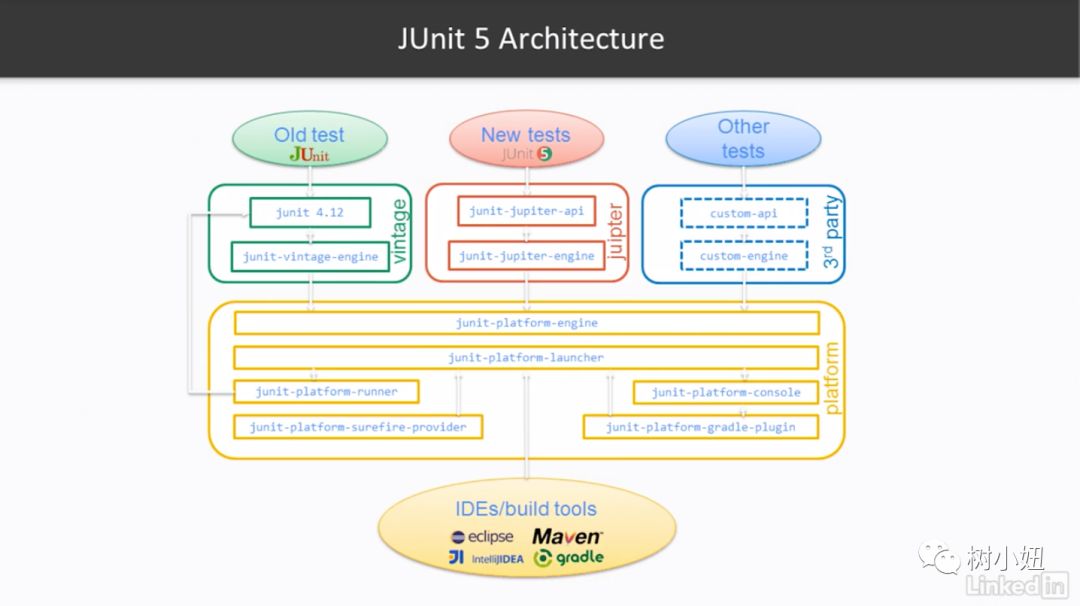 JUnit 5 Architecture
Old test
JUnit
New tests
JUnit 5
Other
tests
junit 4.12
junit-vintage-engine
vintage
junit-jupiter-api
junit-jupiter-engine
juipter
custom-api
custom-engine
3rd party
junit-platform-engine
junit-platform-launcher
junit-platform-runner
junit-platform-console
junit-platform-surefire-provider
junit-platform-gradle-plugin
platform
IDEs/build tools
eclipse
Maven
IntelliJIDEA
gradle
树小妞
Linked in